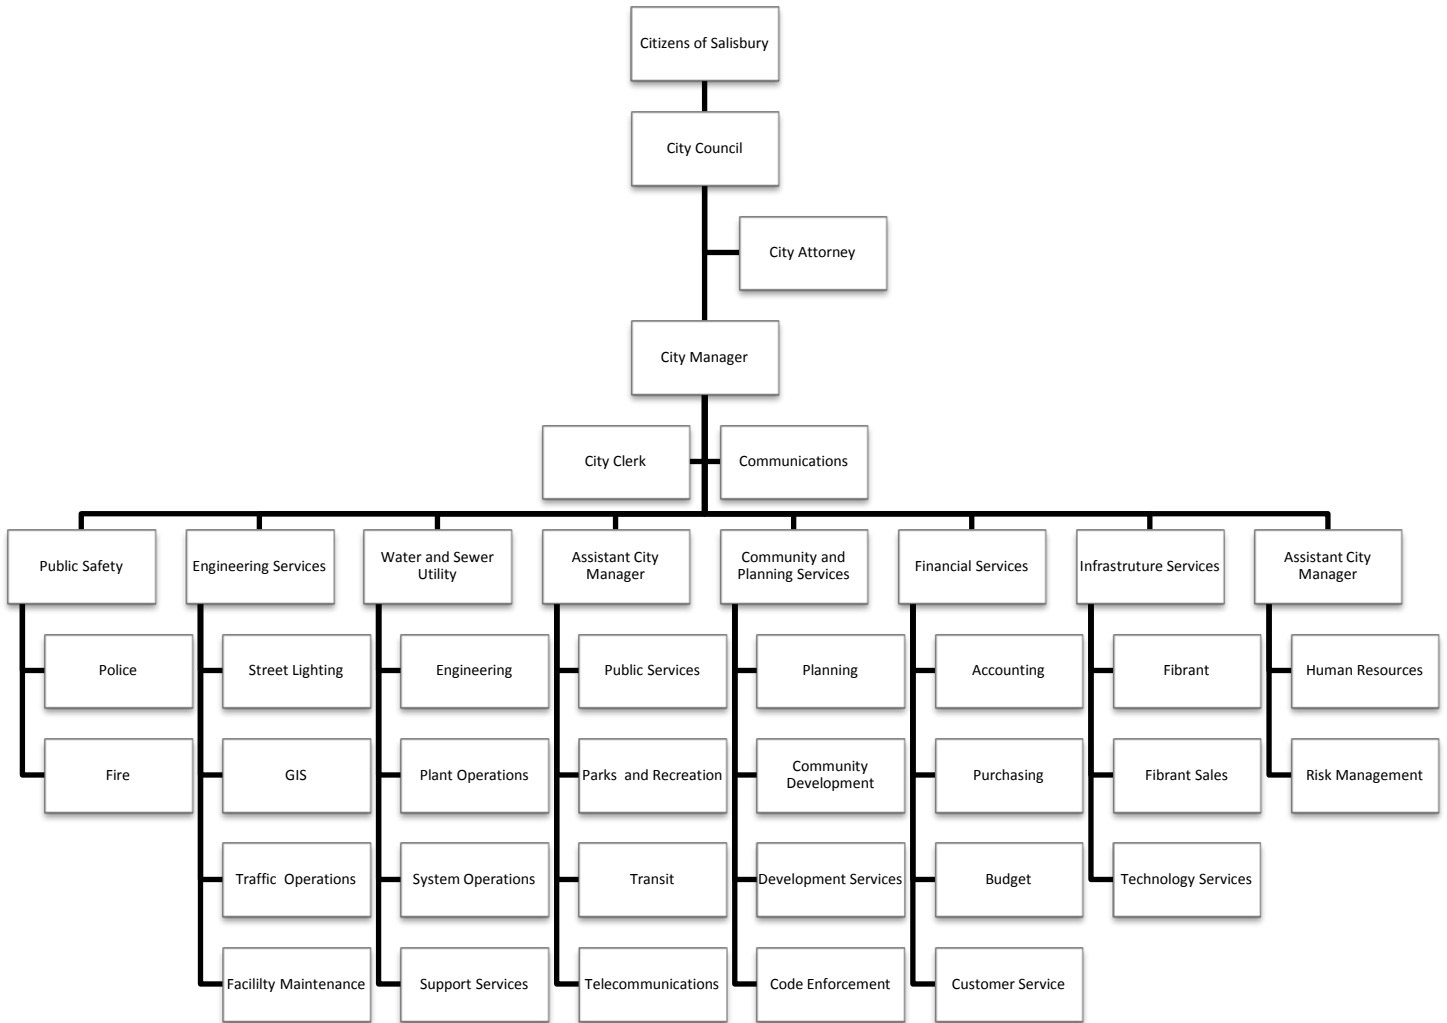 Citizens of Salisbury
City Council
City Attorney
City Manager
City Clerk
Communications
Public Safety
Engineering Services
Water and Sewer
Utility
Assistant City
Manager
Community and
Planning Services
Financial Services
Infrastruture Services
Assistant City
Manager
Police
Street Lighting
Engineering
Public Services
Planning
Accounting
Fibrant
Human Resources
Fire
GIS
Plant Operations
Parks and Recreation
Community
Development
Purchasing
Fibrant Sales
Risk Management
Traffic Operations
System Operations
Transit
Development Services
Budget
Technology Services
Facililty Maintenance
Support Services
Telecommunications
Code Enforcement
Customer Service